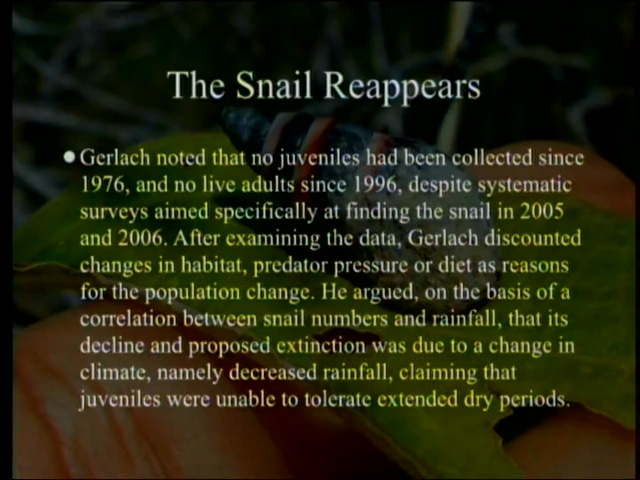 The Snail Reappears
• Gerlach noted that no juveniles had been collected since
1976, and no live adults since 1996, despite systematic
surveys aimed specifically at finding the snail in 2005
and 2006. After examining the data, Gerlach discounted
changes in habitat, predator pressure or diet as reasons
for the population change. He argued, on the basis of a
correlation between snail numbers and rainfall, that its
decline and proposed extinction was due to a change in
climate, namely decreased rainfall, claiming that
juveniles were unable to tolerate extended dry periods.